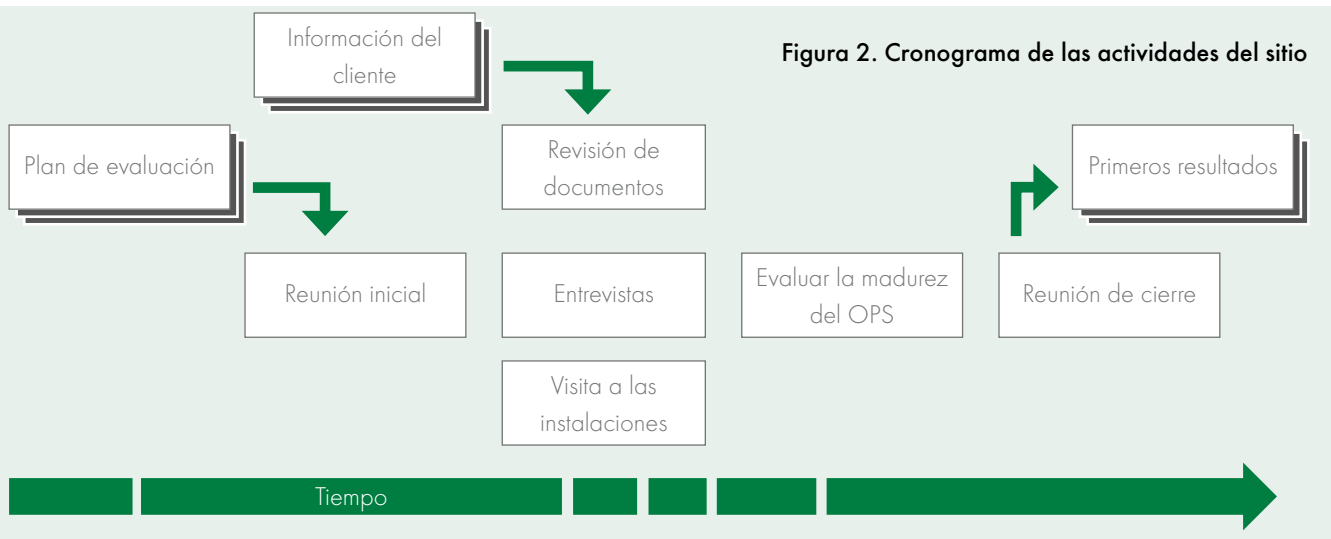 Figura 2. Cronograma de las actividades del sitio
Información del
cliente
Plan de evaluación
Revisión de
documentos
Primeros resultados
Reunión inicial
Entrevistas
Evaluar la madurez
del OPS
Reunión de cierre
Visita a las
instalaciones
Tiempo